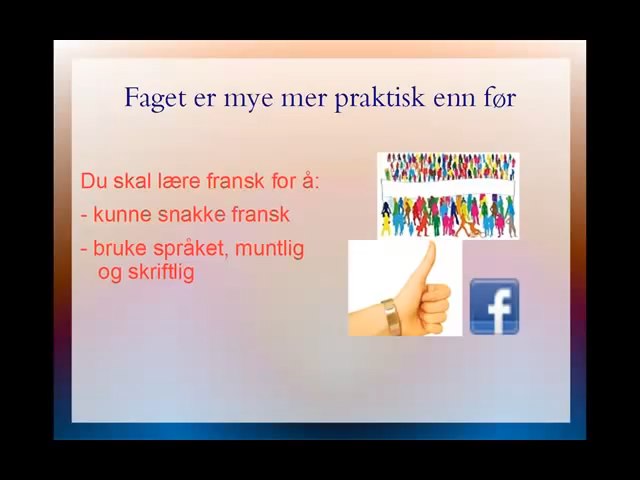 Faget er mye mer praktisk enn før
Du skal lære fransk for å:
- kunne snakke fransk
- bruke språket, muntlig
og skriftlig
f